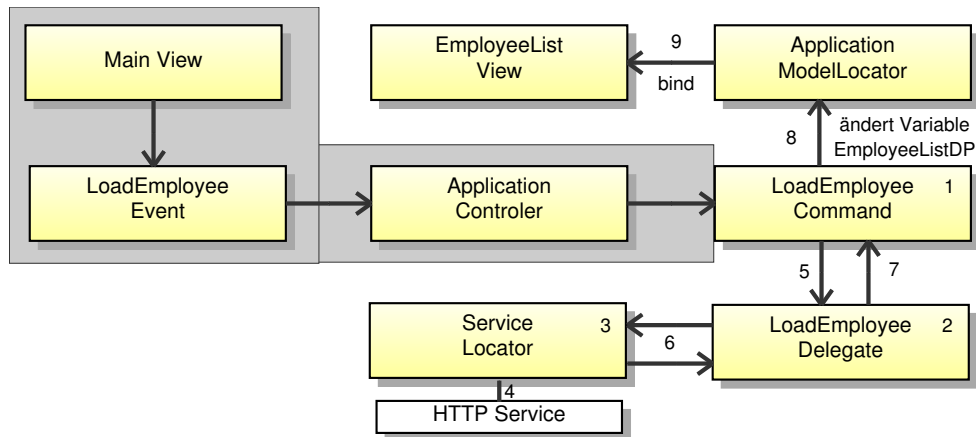 Main View
EmployeeList
View
9
bind
Application
ModelLocator
8
ändert Variable
EmployeeListDP
LoadEmployee
Event
Application
Controler
LoadEmployee
Command
1
5
7
Service
Locator
3
6
LoadEmployee
Delegate
2
4
HTTP Service